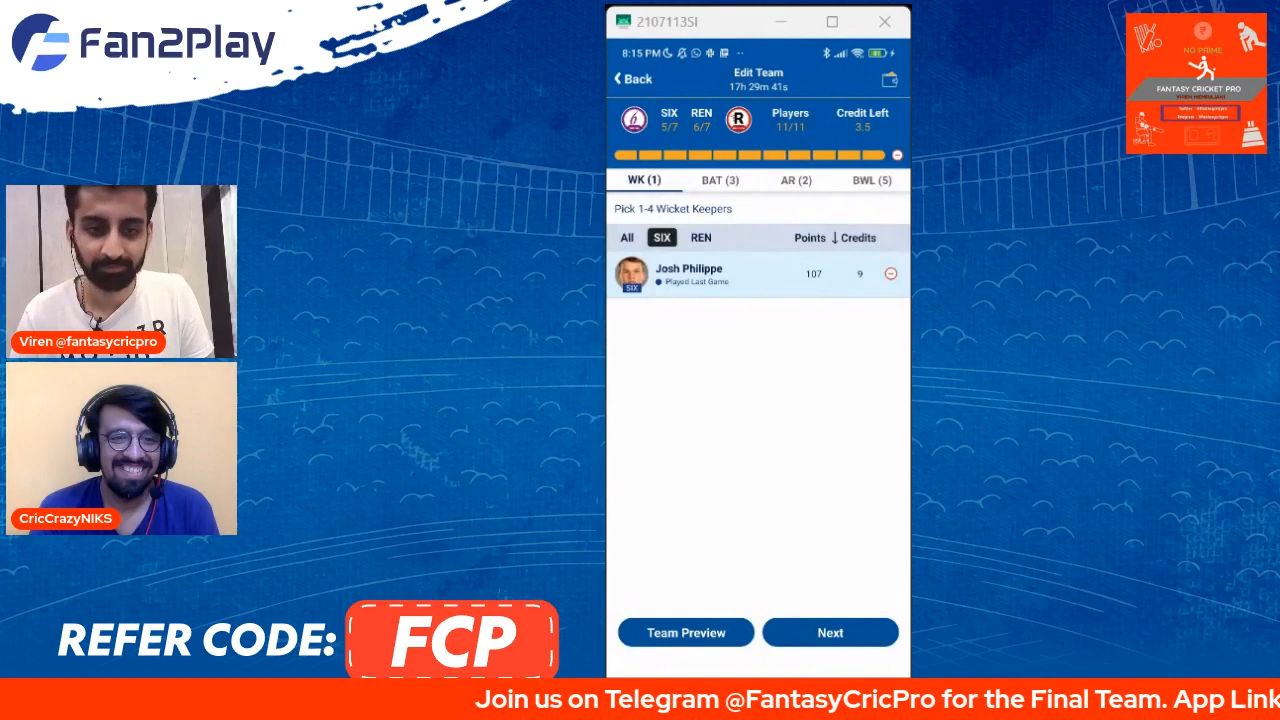 Fan2Play
2107113SI
8:15 PM
Back
Edit Team
17h 29m 41s
SIX
5/7
REN
6/7
Players
11/11
Credit Left
3.5
WK (1)
BAT (3)
AR (2)
BWL (5)
Pick 1-4 Wicket Keepers
All
SIX
REN
Points
Credits
Josh Philippe
Played Last Game
SIX
107
9
Team Preview
Next
NO PRIME
FANTASY CRICKET PRO
Viren @fantasycricpro
CricCrazyNIKS
REFER CODE: FCP
Join us on Telegram @FantasyCricPro for the Final Team. App Link